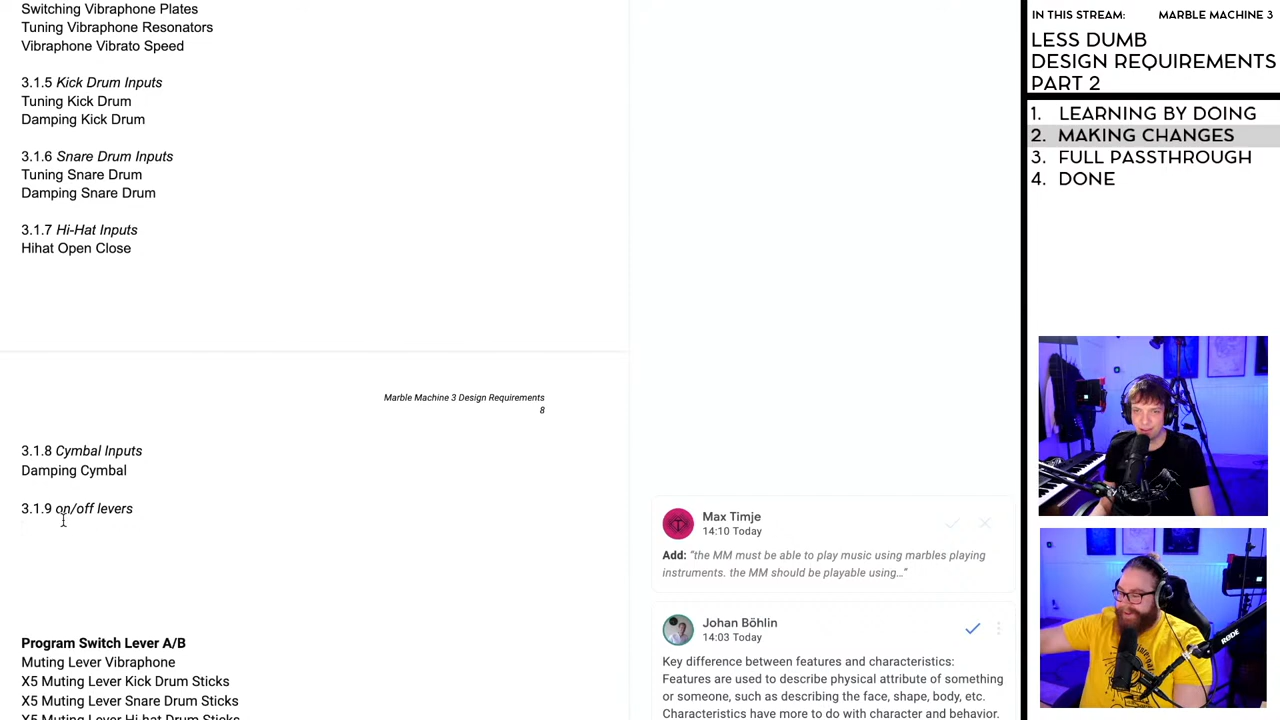 Switching Vibraphone Plates
Tuning Vibraphone Resonators
Vibraphone Vibrato Speed
3.1.5 Kick Drum Inputs
Tuning Kick Drum
Damping Kick Drum
3.1.6 Snare Drum Inputs
Tuning Snare Drum
Damping Snare Drum
3.1.7 Hi-Hat Inputs
Hihat Open Close
Marble Machine 3 Design Requirements
8
3.1.8 Cymbal Inputs
Damping Cymbal
3.1.9 on/off levers
Program Switch Lever A/B
Muting Lever Vibraphone
X5 Muting Lever Kick Drum Sticks
X5 Muting Lever Snare Drum Sticks
X5 Muting Lever Hi-hat Drum Sticks
Max Timje
14:10 Today
Add: "the MM must be able to play music using marbles playing
instruments. the MM should be playable using…"
Johan Böhlin
14:03 Today
Key difference between features and characteristics:
Features are used to describe physical attribute of something
or someone, such as describing the face, shape, body, etc.
Characteristics have more to do with character and behavior.
IN THIS STREAM: MARBLE MACHINE 3
LESS DUMB
DESIGN REQUIREMENTS
PART 2
1. LEARNING BY DOING
2. MAKING CHANGES
3. FULL PASSTHROUGH
4. DONE
RØDE